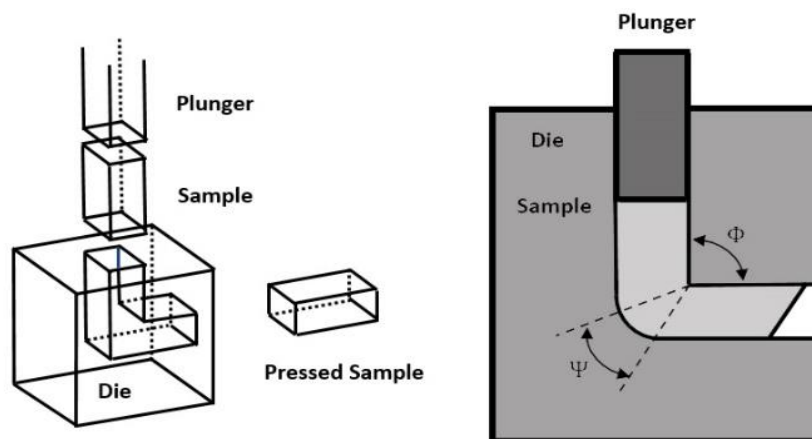 Plunger
Sample
Die
Pressed Sample
Plunger
Die
Sample
Φ
Ψ